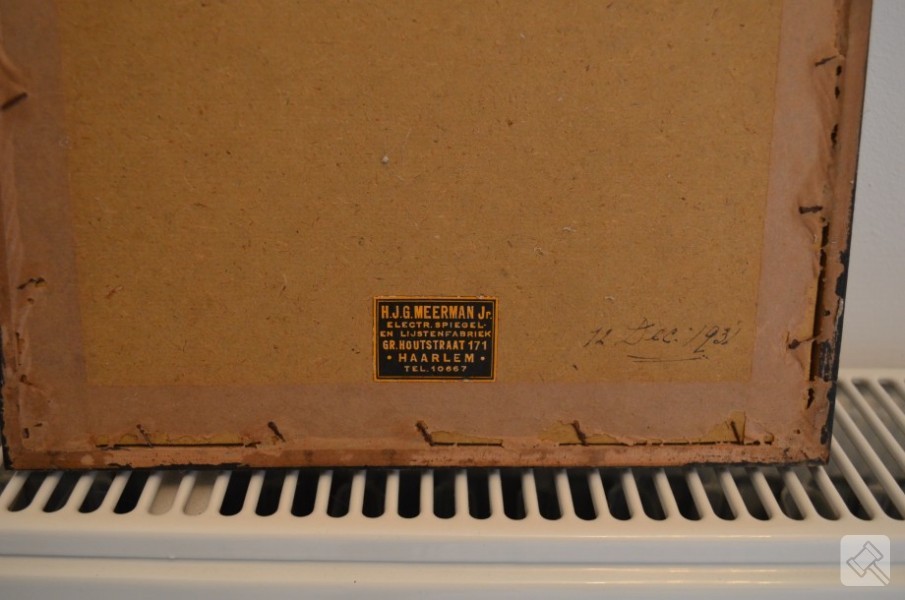 H.J.G. MEERMAN Jr.
ELECTR. SPIEGEL-
EN LIJSTENFABRIEK
GR. HOUTSTRAAT 171
· HAARLEM ·
TEL. 10667
12 Dec.